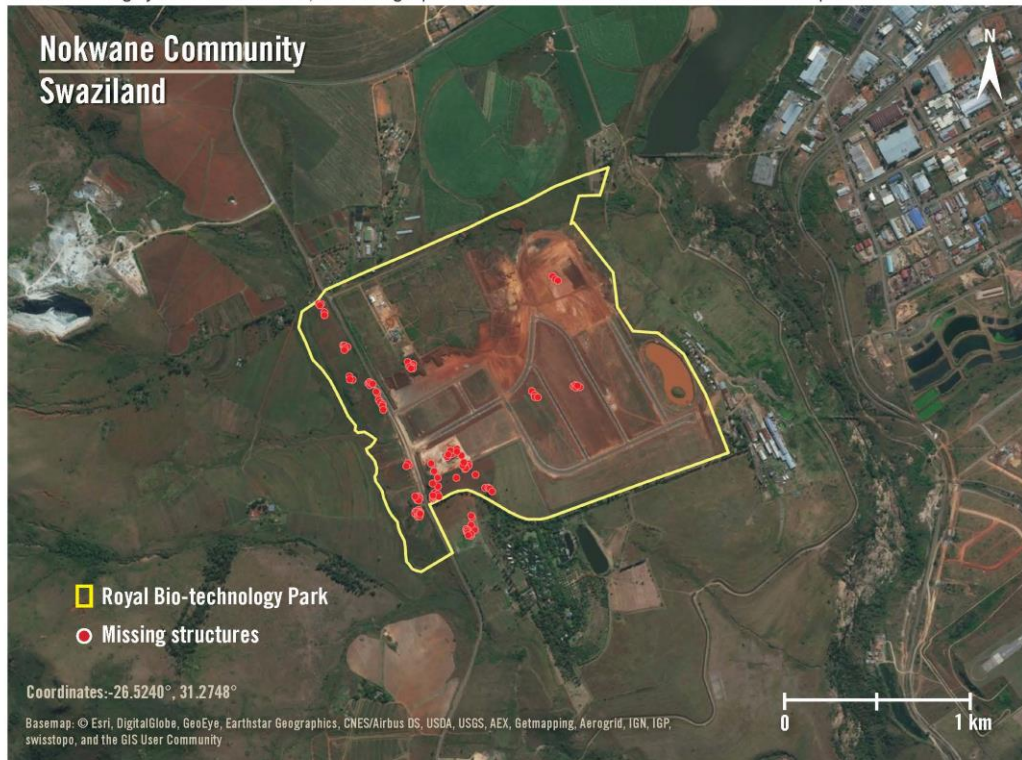 Nokwane Community
Swaziland
N
Royal Bio-technology Park
Missing structures
Coordinates:-26.5240°, 31.2748°
Basemap: © Esri, DigitalGlobe, GeoEye, Earthstar Geographics, CNES/Airbus DS, USDA, USGS, AEX, Getmapping, Aerogrid, IGN, IGP,
swisstopo, and the GIS User Community
0
1 km